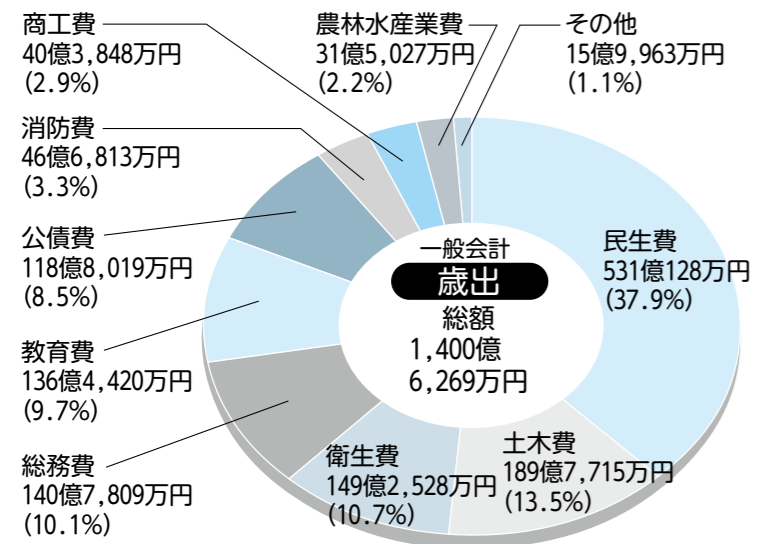 商工費
40億3,848万円
(2.9%)
農林水産業費
31億5,027万円
(2.2%)
その他
15億9,963万円
(1.1%)
消防費
46億6,813万円
(3.3%)
公債費
118億8,019万円
(8.5%)
教育費
136億4,420万円
(9.7%)
総務費
140億7,809万円
(10.1%)
衛生費
149億2,528万円
(10.7%)
土木費
189億7,715万円
(13.5%)
民生費
531億128万円
(37.9%)
一般会計
歳出
総額
1,400億
6,269万円